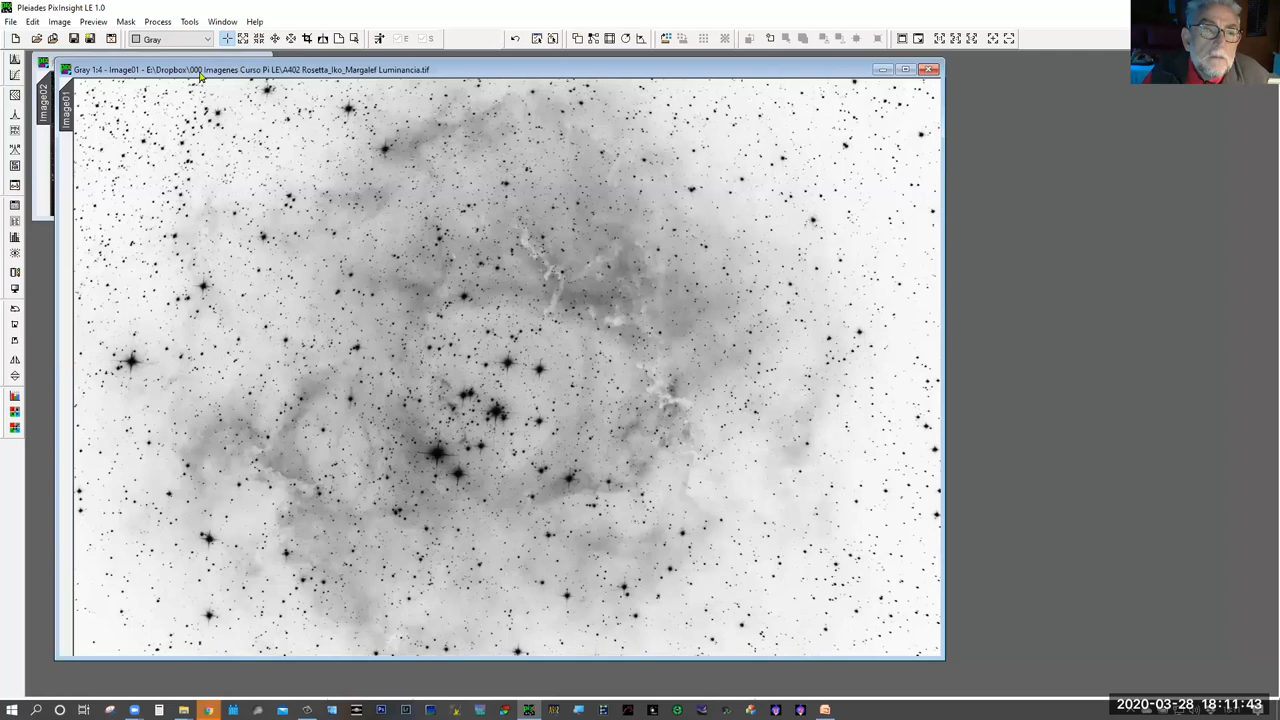 Pleiades PixInsight LE 1.0
File Edit Image Preview Mask Process Tools Window Help
Gray
E S
Gray 1:4 - Image01 - E:\Dropbox\000 Imagenes Curso Pi LE\A402 Rosetta_Iko_Margalef Luminancia.tif
Image02
Image01
2020-03-28 18:11:43